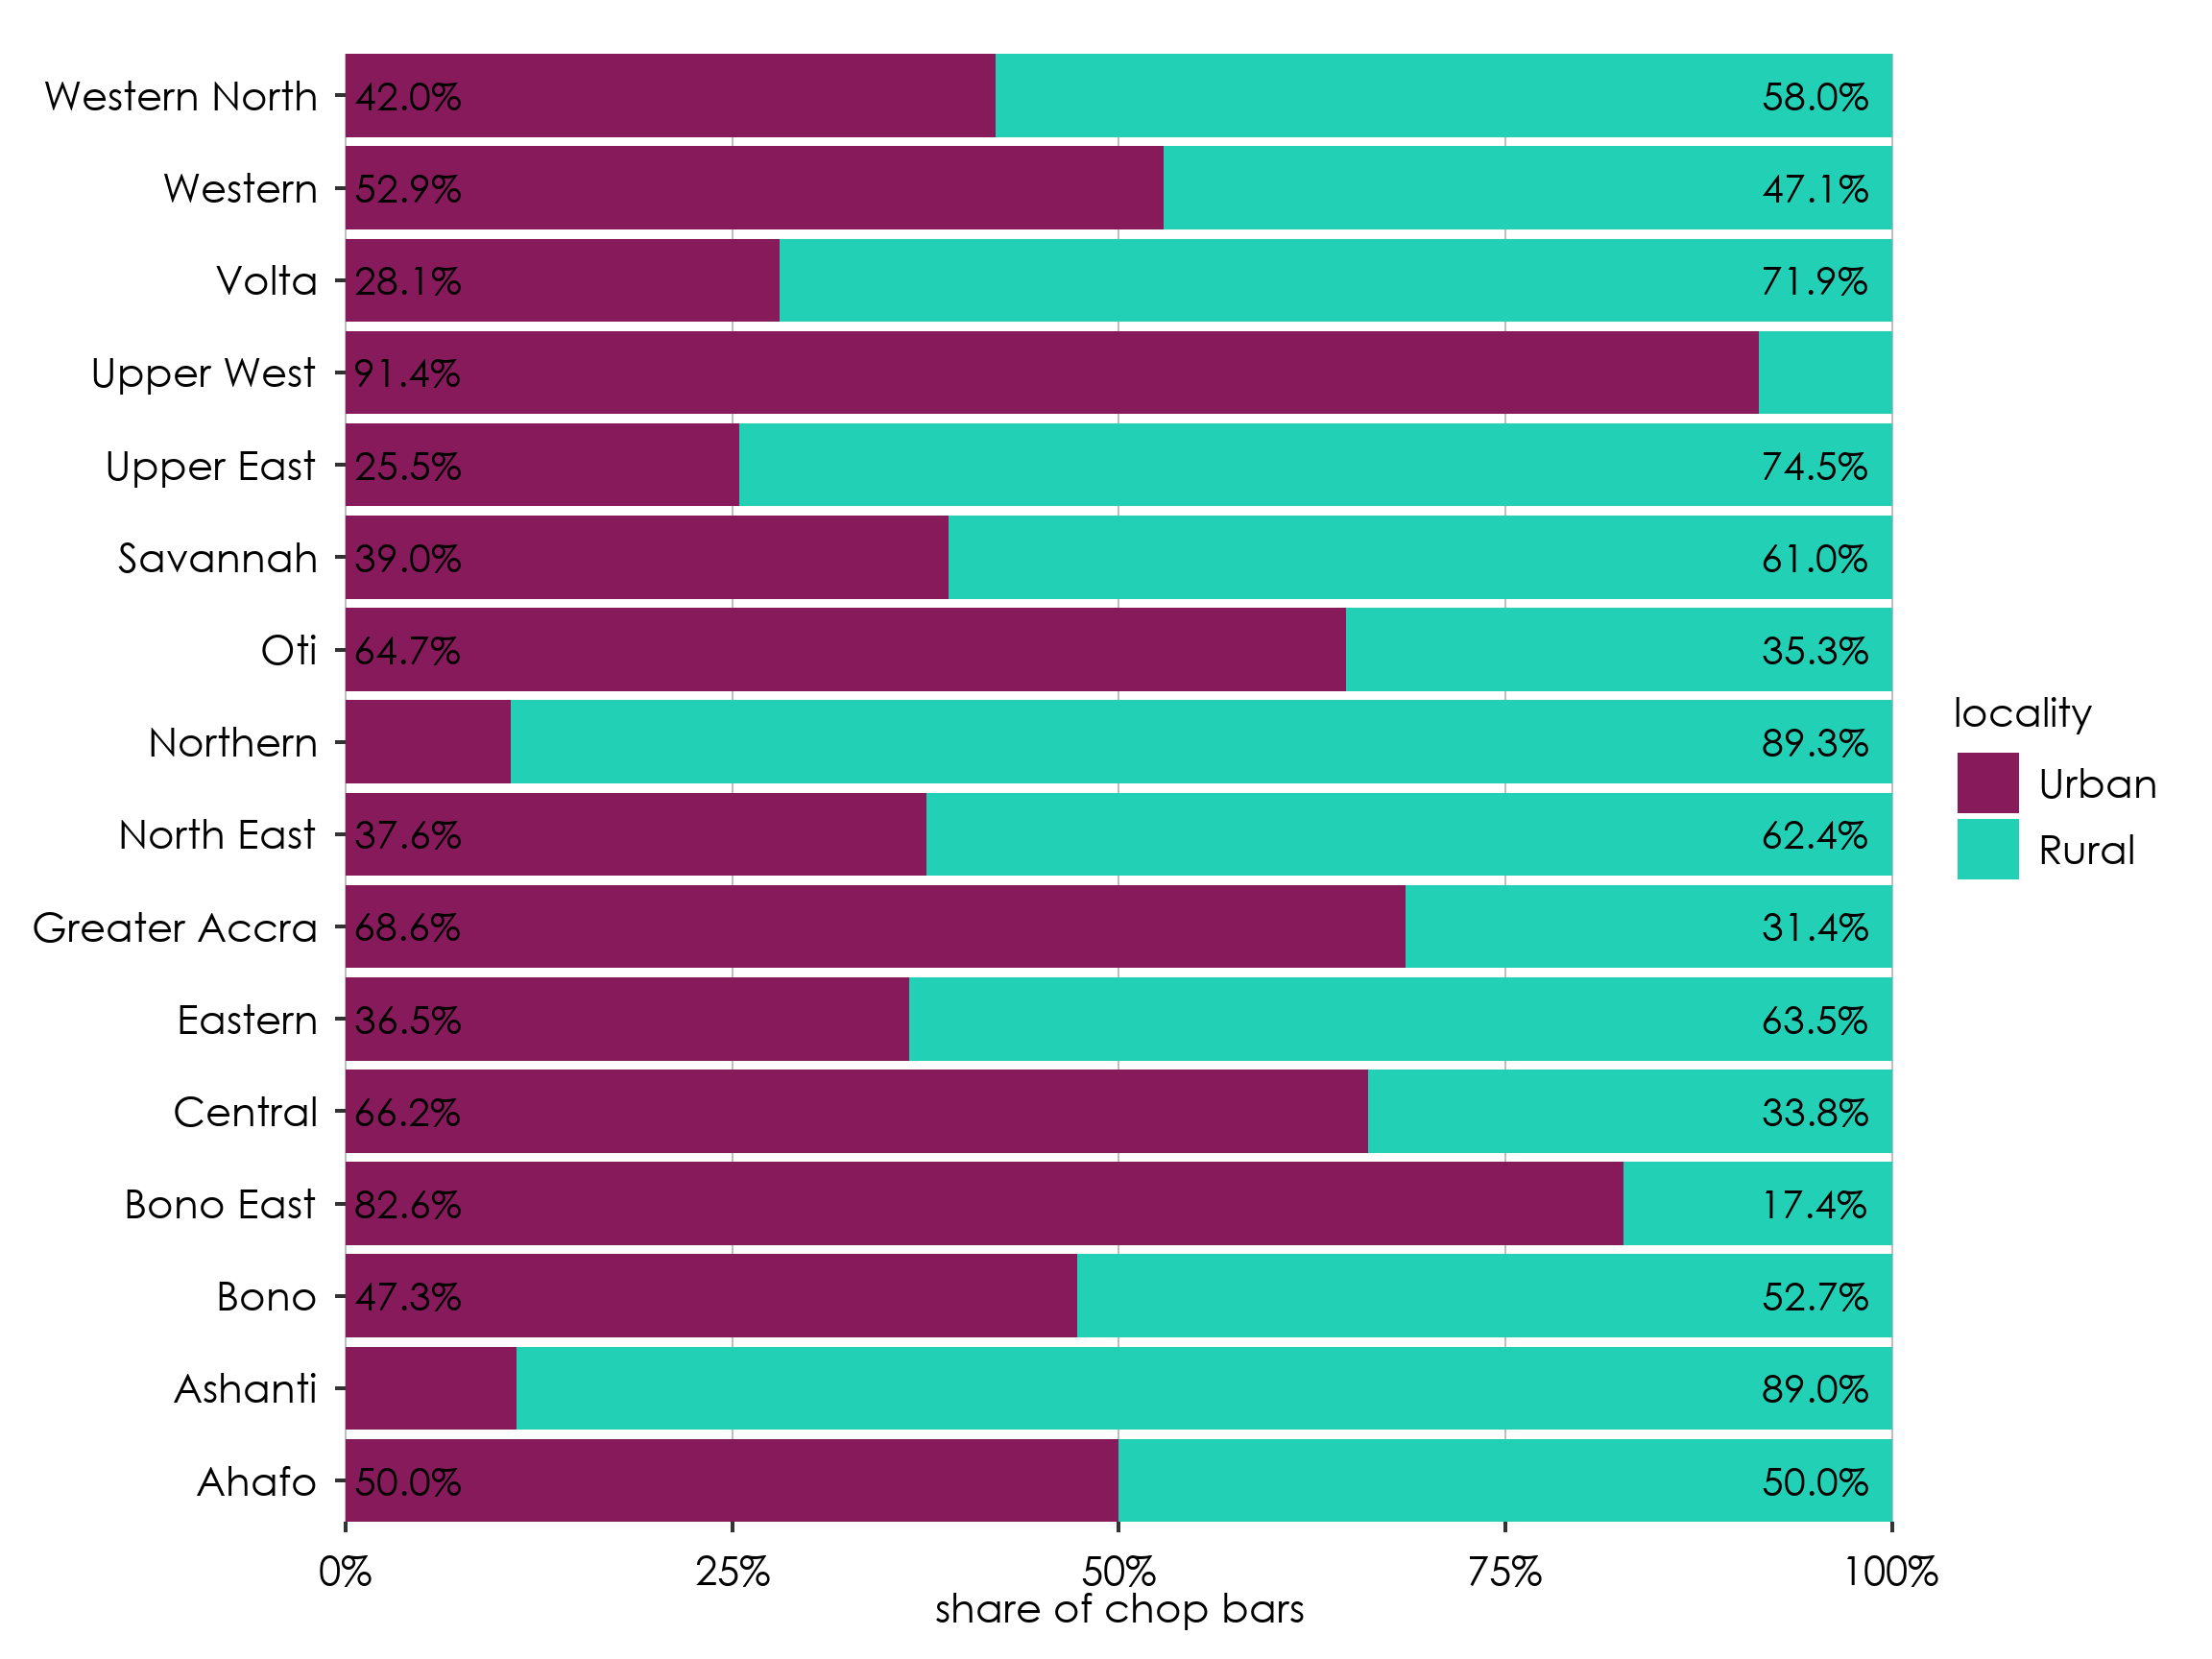 Western North 42.0% 58.0%
Western 52.9% 47.1%
Volta 28.1% 71.9%
Upper West 91.4%
Upper East 25.5% 74.5%
Savannah 39.0% 61.0%
Oti 64.7% 35.3%
Northern 89.3%
North East 37.6% 62.4%
Greater Accra 68.6% 31.4%
Eastern 36.5% 63.5%
Central 66.2% 33.8%
Bono East 82.6% 17.4%
Bono 47.3% 52.7%
Ashanti 89.0%
Ahafo 50.0% 50.0%
0% 25% 50% 75% 100%
share of chop bars
locality
Urban
Rural